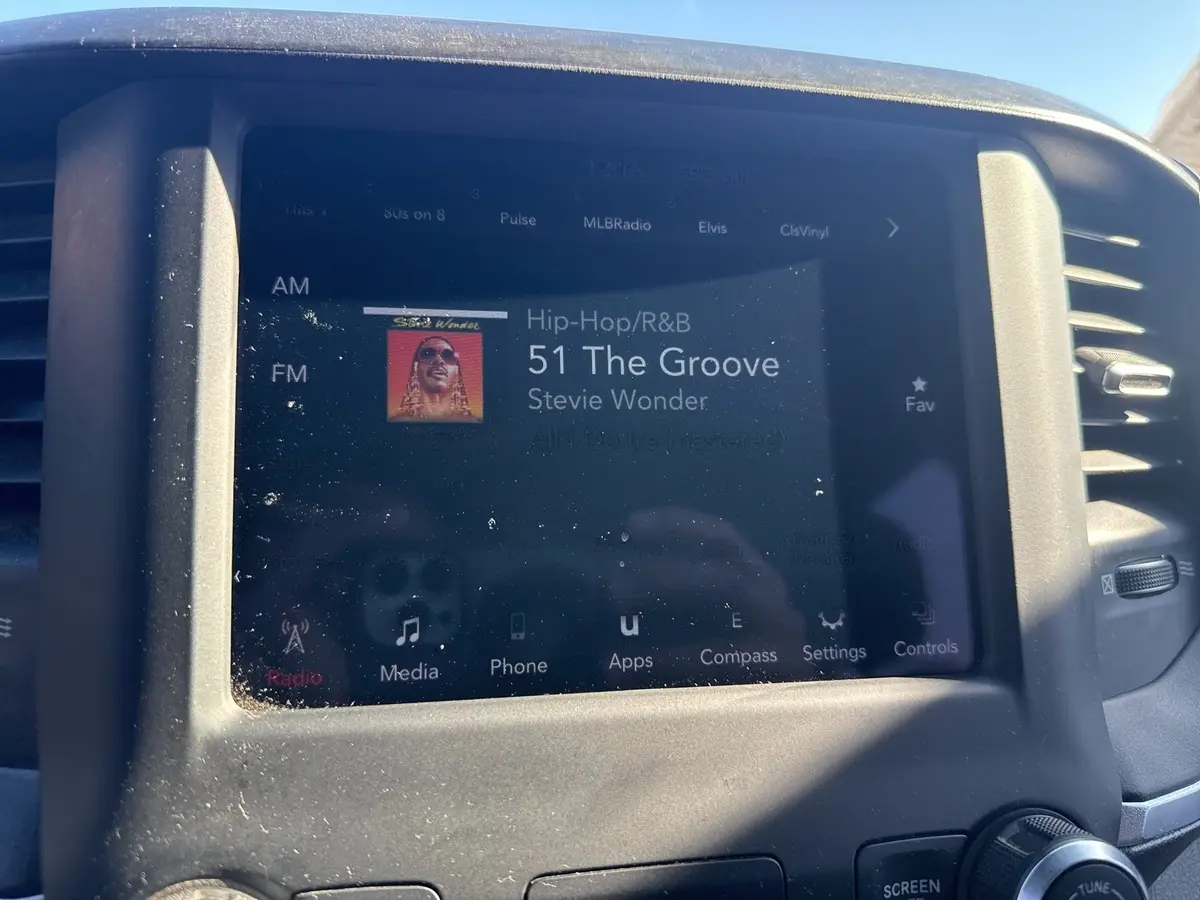 80s on 8
Pulse
MLBRadio
Elvis
ClsVinyl
AM
Stevie Wonder
Hip-Hop/R&B
FM
51 The Groove
Stevie Wonder
Fav
Radio
Media
Phone
u
Apps
E
Compass
Settings
Controls
SCREEN
TUNE